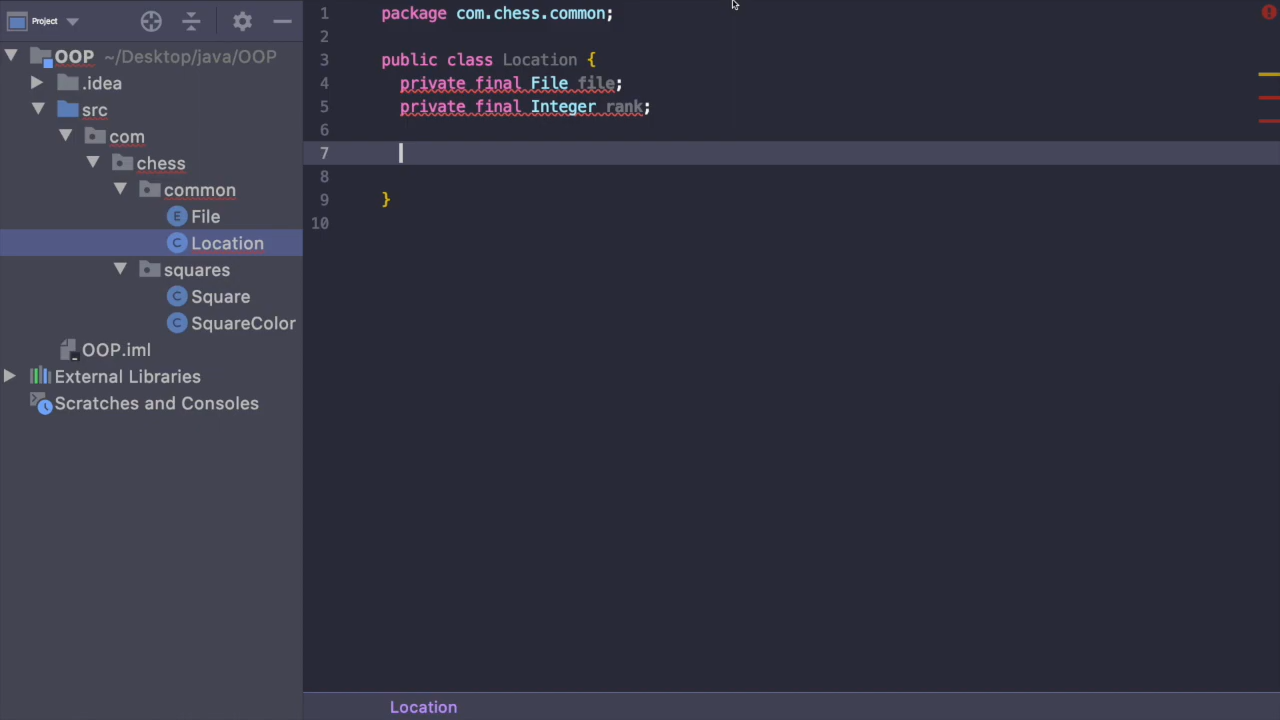 Project
OOP ~/Desktop/java/OOP
.idea
src
com
chess
common
E File
C Location
squares
C Square
C SquareColor
OOP.iml
External Libraries
Scratches and Consoles
1 package com.chess.common;
2
3 public class Location {
4 private final File file;
5 private final Integer rank;
6
7
8
9 }
10
Location